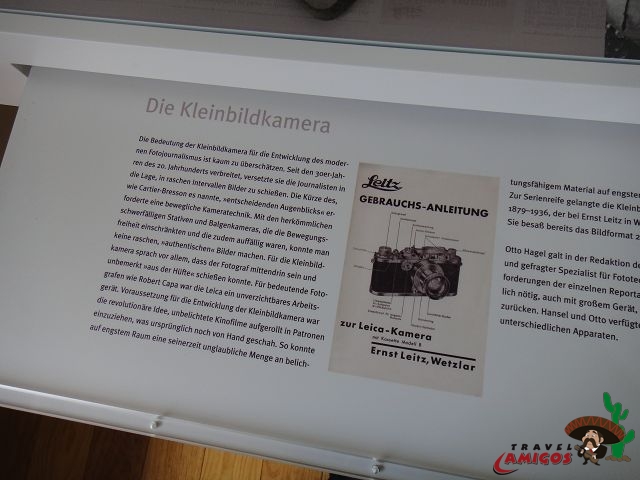 Die Kleinbildkamera
Die Bedeutung der Kleinbildkamera für die Entwicklung des moder-
nen Fotojournalismus ist kaum zu überschätzen. Seit den 30er-Jah-
ren des 20. Jahrhunderts verbreitet, versetzte sie die Journalisten in
die Lage, in raschen Intervallen Bilder zu schießen. Die Kürze des,
wie Cartier-Bresson es nannte, »entscheidenden Augenblicks« er-
forderte eine bewegliche Kameratechnik. Mit den herkömmlichen
schwerfälligen Stativen und Balgenkameras, die die Bewegungs-
freiheit einschränkten und die zudem auffällig waren, konnte man
keine raschen, »authentischen« Bilder machen. Für die Kleinbild-
kamera sprach vor allem, dass der Fotograf mittendrin sein und
unbemerkt »aus der Hüfte« schießen konnte. Für bedeutende Foto-
grafen wie Robert Capa war die Leica ein unverzichtbares Arbeits-
gerät. Voraussetzung für die Entwicklung der Kleinbildkamera war
die revolutionäre Idee, unbelichtete Kinofilme aufgerollt in Patronen
einzuziehen, was ursprünglich noch von Hand geschah. So konnte
auf engstem Raum eine seinerzeit unglaubliche Menge an belich-
Leitz
GEBRAUCHS-ANLEITUNG
zur Leica-Kamera
mit Kassette Modell B
Ernst Leitz, Wetzlar
tungsfähigem Material auf engste
Zur Serienreife gelangte die Kleinb
1879–1936, der bei Ernst Leitz in W
Sie besaß bereits das Bildformat 2
Otto Hagel galt in der Redaktion de
und gefragter Spezialist für Fototec
forderungen der einzelnen Reporta
lich nötig, auch mit großem Gerät,
zurücken. Hansel und Otto verfügte
unterschiedlichen Apparaten.
TRAVEL
AMIGOS